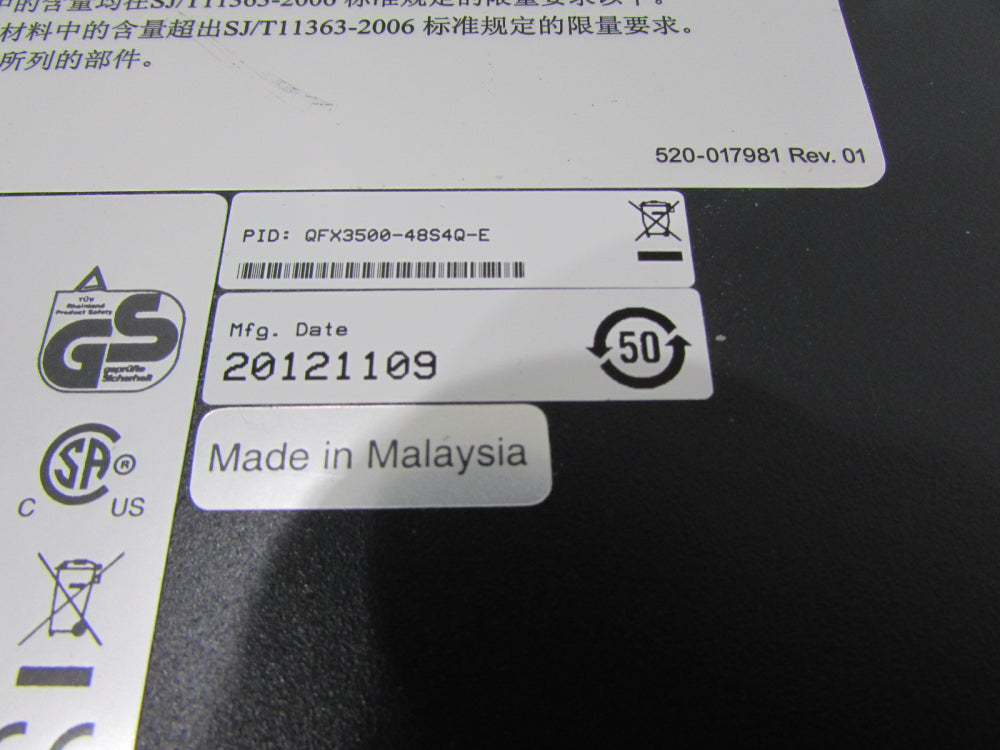 中的含量均在SJ/T11363-2006 标准规定的限量要求以下。
材料中的含量超出SJ/T11363-2006 标准规定的限量要求。
所列的部件。
520-017981 Rev. 01
PID: QFX3500-48S4Q-E
TÜV
Rheinland
Product Safety
GS
geprüfte
Sicherheit
Mfg. Date
20121109
50
Made in Malaysia
SA ®
C US
CE